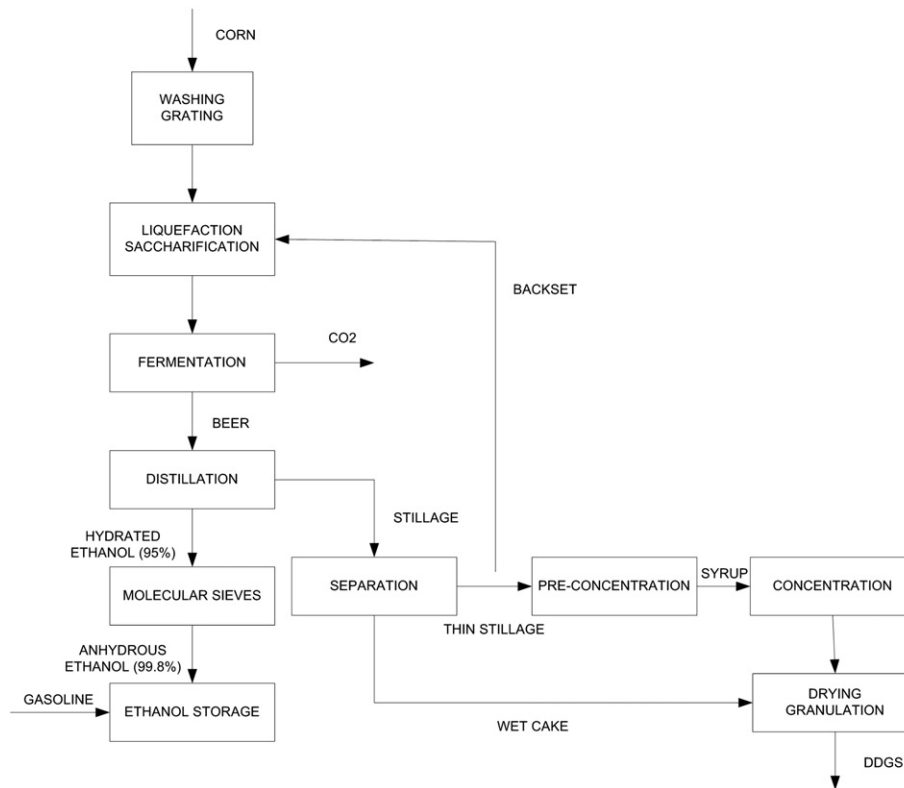 CORN
WASHING
GRATING
LIQUEFACTION
SACCHARIFICATION
BACKSET
CO2
FERMENTATION
BEER
DISTILLATION
STILLAGE
HYDRATED
ETHANOL (95%)
SEPARATION
PRE-CONCENTRATION
SYRUP
CONCENTRATION
MOLECULAR SIEVES
THIN STILLAGE
ANHYDROUS
ETHANOL (99.8%)
GASOLINE
ETHANOL STORAGE
DRYING
GRANULATION
WET CAKE
DDGS